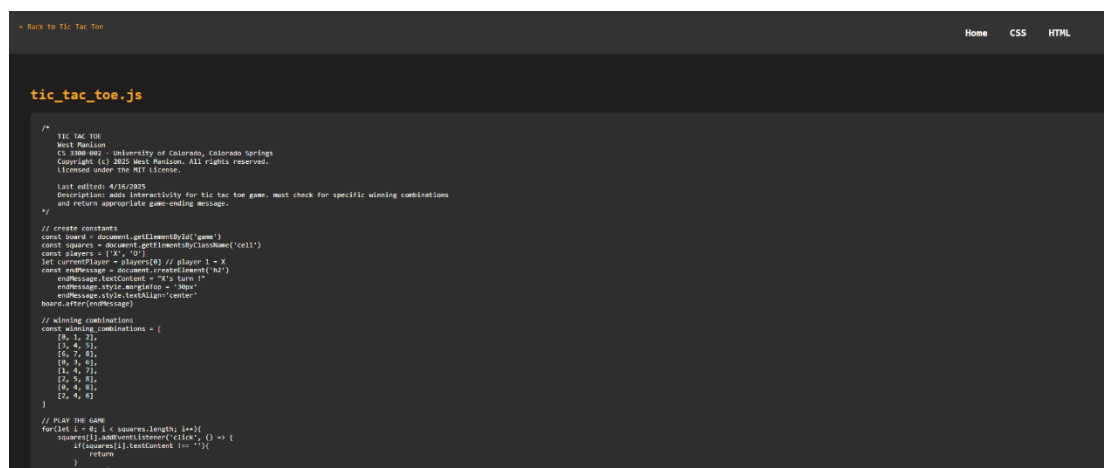 ← Back to Tic Tac Toe
Home CSS HTML
tic_tac_toe.js
/*
TIC TAC TOE
West Manison
CS 3300-002 - University of Colorado, Colorado Springs
Copyright (c) 2025 West Manison. All rights reserved.
Licensed under the MIT License.
Last edited: 4/16/2025
Description: adds interactivity for tic tac toe game. must check for specific winning combinations
and return appropriate game-ending message.
*/
// create constants
const board = document.getElementById('game')
const squares = document.getElementsByClassName('cell')
const players = ['X', 'O']
let currentPlayer = players[0] // player 1 = X
const endMessage = document.createElement('h2')
endMessage.textContent = "X's turn !"
endMessage.style.marginTop = '30px'
endMessage.style.textAlign='center'
board.after(endMessage)
// winning combinations
const winning_combinations = [
[0, 1, 2],
[3, 4, 5],
[6, 7, 8],
[0, 3, 6],
[1, 4, 7],
[2, 5, 8],
[0, 4, 8],
[2, 4, 6]
]
// PLAY THE GAME
for(let i = 0; i < squares.length; i++){
squares[i].addEventListener('click', () => {
if(squares[i].textContent !== ''){
return
}